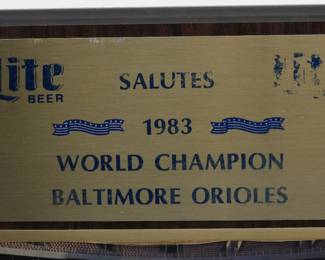 Lite
BEER
SALUTES
1983
WORLD CHAMPION
BALTIMORE ORIOLES